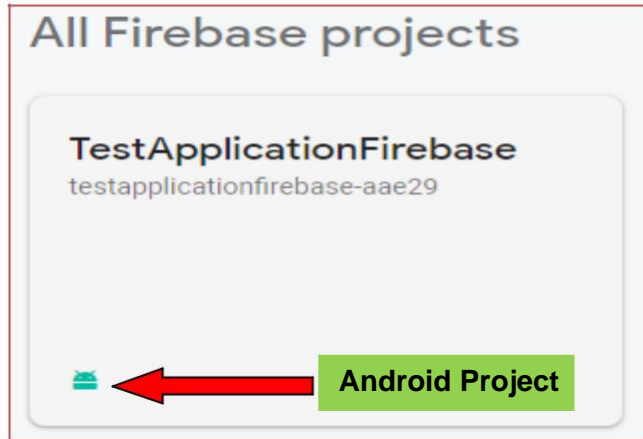 All Firebase projects
TestApplicationFirebase
testapplicationfirebase-aae29
Android Project